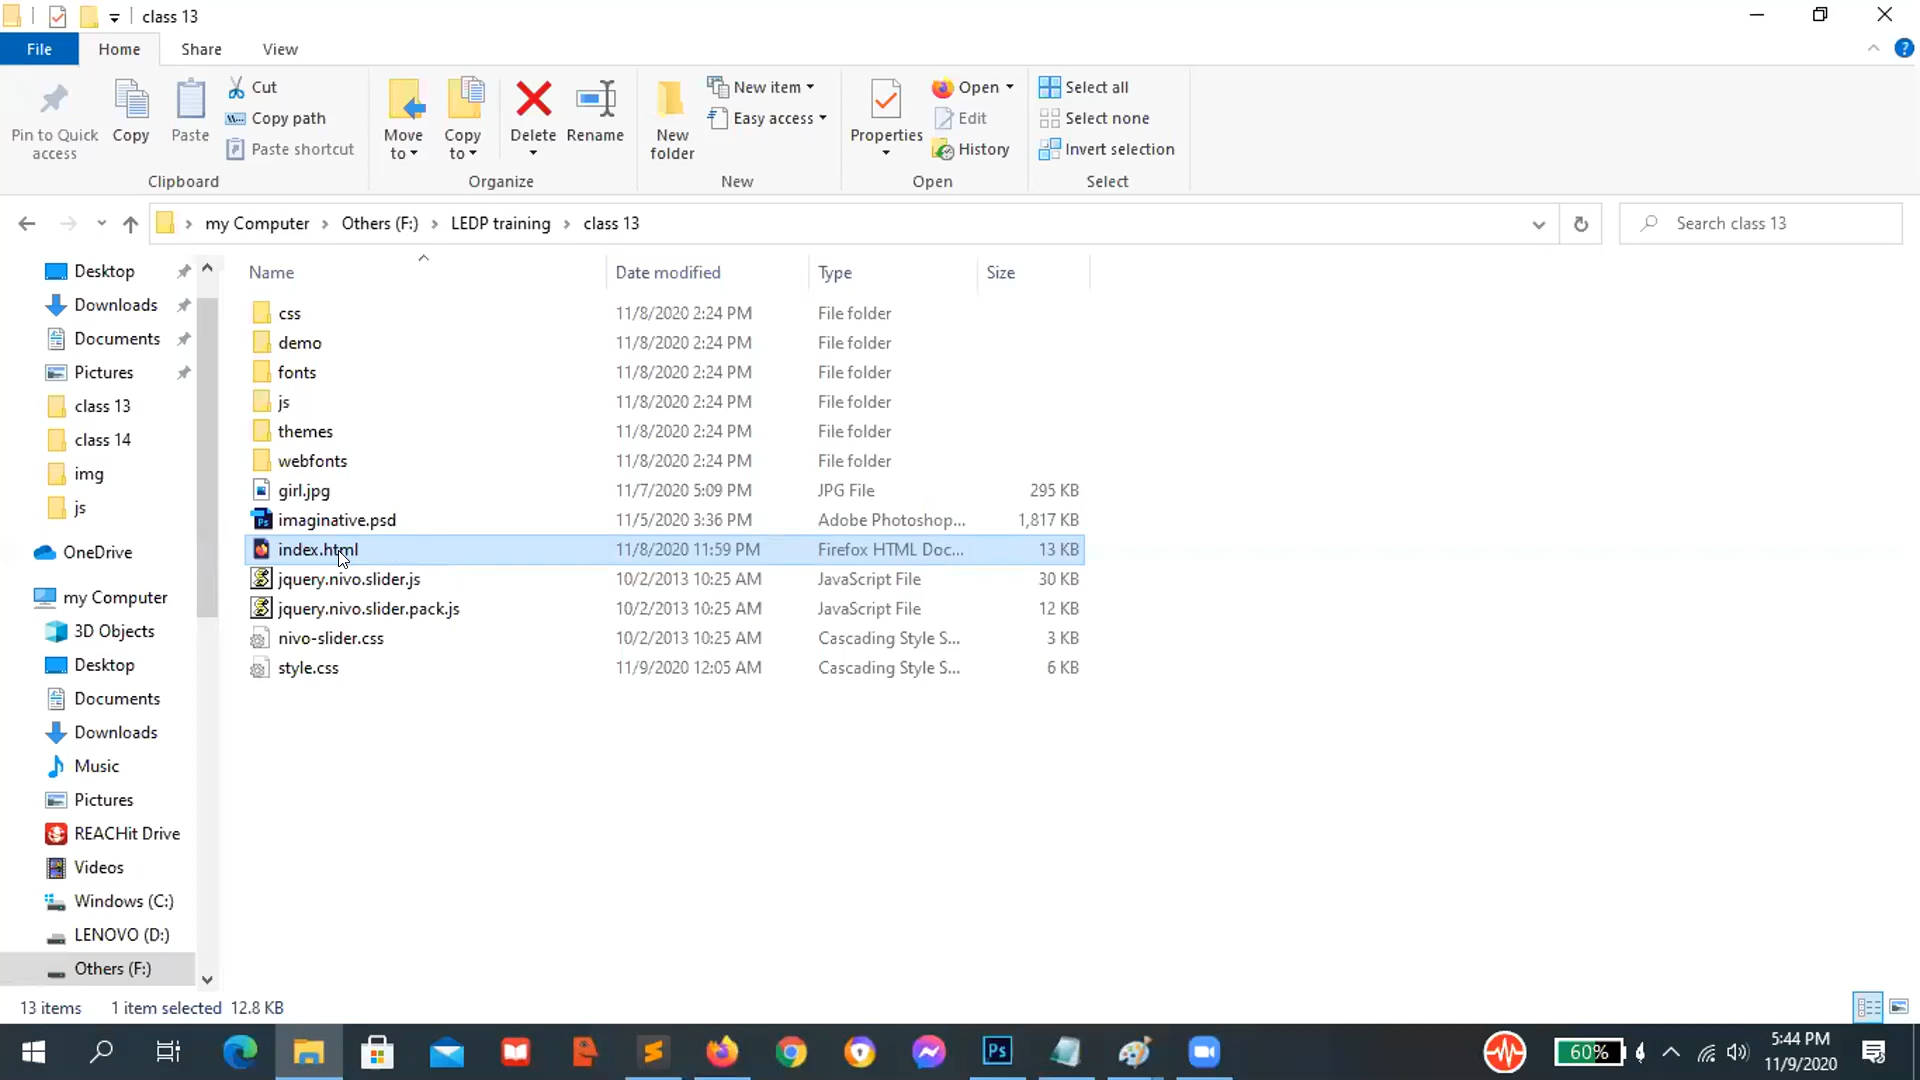 class 13
File Home Share View
Pin to Quick access
Copy
Paste
Cut
Copy path
Paste shortcut
Clipboard
Move to
Copy to
Delete
Rename
Organize
New folder
New item
Easy access
New
Properties
Open
Edit
History
Open
Select all
Select none
Invert selection
Select
my Computer > Others (F:) > LEDP training > class 13
Search class 13
Name Date modified Type Size
css 11/8/2020 2:24 PM File folder
demo 11/8/2020 2:24 PM File folder
fonts 11/8/2020 2:24 PM File folder
js 11/8/2020 2:24 PM File folder
themes 11/8/2020 2:24 PM File folder
webfonts 11/8/2020 2:24 PM File folder
girl.jpg 11/7/2020 5:09 PM JPG File 295 KB
imaginative.psd 11/5/2020 3:36 PM Adobe Photoshop... 1,817 KB
index.html 11/8/2020 11:59 PM Firefox HTML Doc... 13 KB
jquery.nivo.slider.js 10/2/2013 10:25 AM JavaScript File 30 KB
jquery.nivo.slider.pack.js 10/2/2013 10:25 AM JavaScript File 12 KB
nivo-slider.css 10/2/2013 10:25 AM Cascading Style S... 3 KB
style.css 11/9/2020 12:05 AM Cascading Style S... 6 KB
Desktop
Downloads
Documents
Pictures
class 13
class 14
img
js
OneDrive
my Computer
3D Objects
Desktop
Documents
Downloads
Music
Pictures
REACHit Drive
Videos
Windows (C:)
LENOVO (D:)
Others (F:)
13 items 1 item selected 12.8 KB
Ps
60%
5:44 PM
11/9/2020